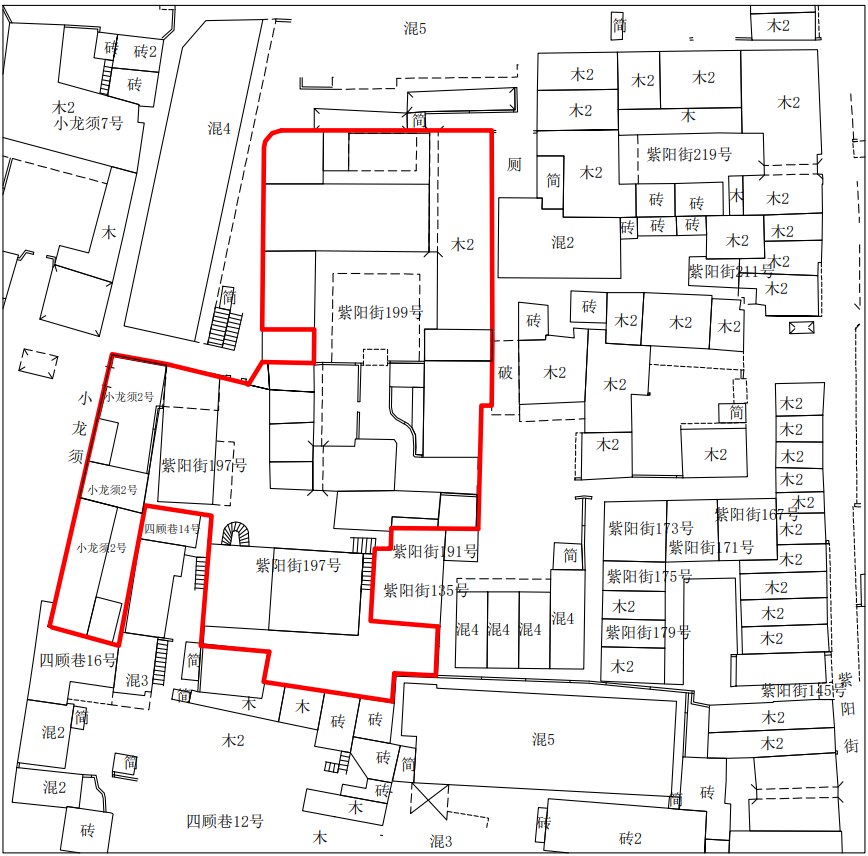 混5
简
木2
砖
砖2
砖
木2
小龙须7号
混4
简
木2
木2
木2
木2
木2
木
厕
简
木2
紫阳街219号
砖
砖
木
木2
木
木2
混2
砖
砖
砖
木2
木2
木2
紫阳街211号
木2
简
紫阳街199号
砖
砖
木2
木2
木2
破
木2
木2
小
龙
须
小龙须2号
简
木2
木2
木2
木2
木2
木2
紫阳街197号
小龙须2号
木2
木2
紫阳街167号
四顾巷14号
紫阳街173号
小龙须2号
紫阳街171号
紫阳街191号
简
木2
紫阳街197号
紫阳街175号
紫阳街135号
木2
木2
木2
混4
混4
混4
混4
紫阳街179号
木2
四顾巷16号
简
木2
混3
简
紫阳街145号
紫
阳
街
木
木
砖
砖
木2
混2
简
木2
混5
木2
简
砖
简
混2
砖
木
简
砖
四顾巷12号
砖
木
混3
砖
砖2